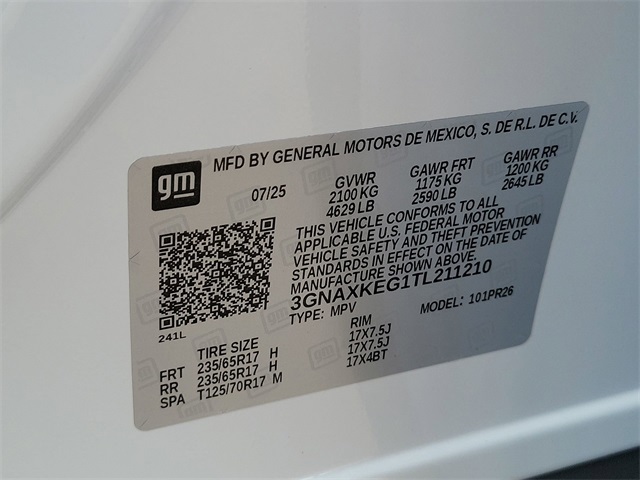 gm
MFD BY GENERAL MOTORS DE MEXICO, S. DE R.L. DE C.V.
07/25
GVWR
2100 KG
4629 LB
GAWR FRT
1175 KG
2590 LB
GAWR RR
1200 KG
2645 LB
THIS VEHICLE CONFORMS TO ALL
APPLICABLE U.S. FEDERAL MOTOR
VEHICLE SAFETY AND THEFT PREVENTION
STANDARDS IN EFFECT ON THE DATE OF
MANUFACTURE SHOWN ABOVE.
3GNAXKEG1TL211210
TYPE: MPV
MODEL: 101PR26
241L
TIRE SIZE
RIM
FRT 235/65R17 H 17X7.5J
RR 235/65R17 H 17X7.5J
SPA T125/70R17 M 17X4BT